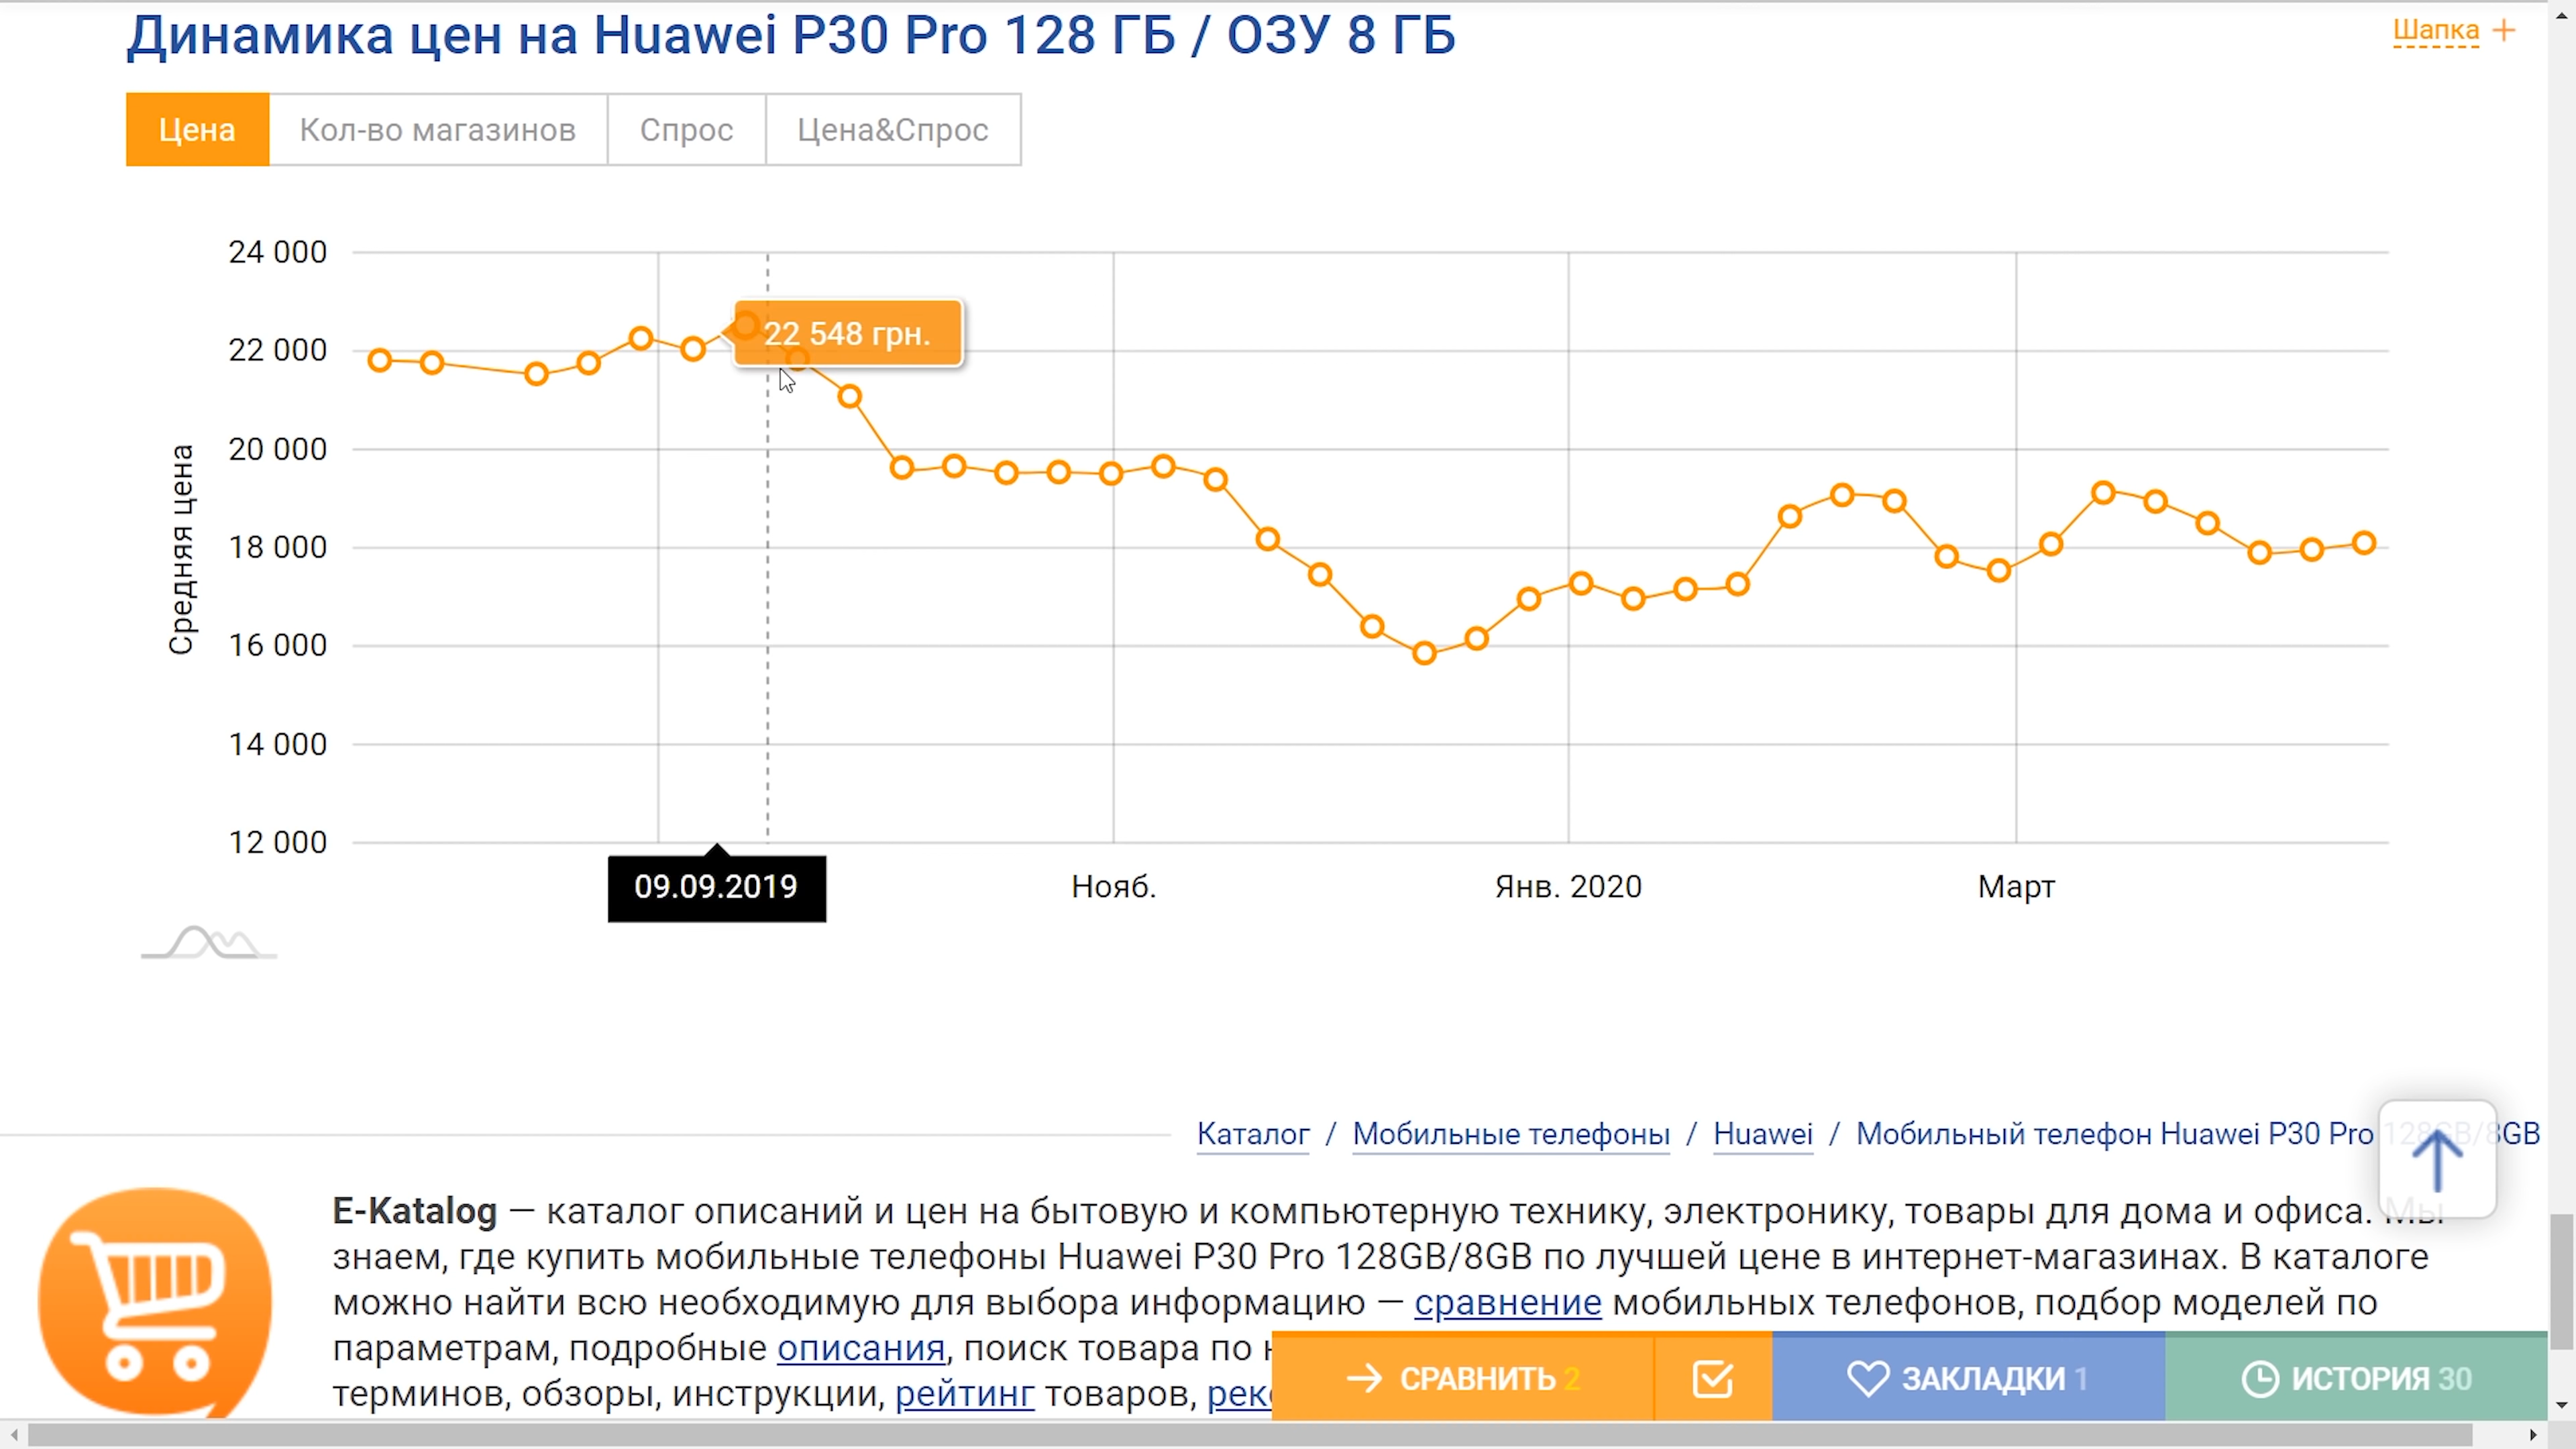 Динамика цен на Huawei P30 Pro 128 ГБ / ОЗУ 8 ГБ
Шапка +
Цена
Кол-во магазинов
Спрос
Цена&Спрос
24 000
22 000
20 000
18 000
16 000
14 000
12 000
Средняя цена
22 548 грн.
09.09.2019
Нояб.
Янв. 2020
Март
Каталог / Мобильные телефоны / Huawei / Мобильный телефон Huawei P30 Pro 128GB/8GB
E-Katalog — каталог описаний и цен на бытовую и компьютерную технику, электронику, товары для дома и офиса. Мы
знаем, где купить мобильные телефоны Huawei P30 Pro 128GB/8GB по лучшей цене в интернет-магазинах. В каталоге
можно найти всю необходимую для выбора информацию — сравнение мобильных телефонов, подбор моделей по
параметрам, подробные описания, поиск товара по
терминов, обзоры, инструкции, рейтинг товаров,
СРАВНИТЬ 2
ЗАКЛАДКИ 1
ИСТОРИЯ 30